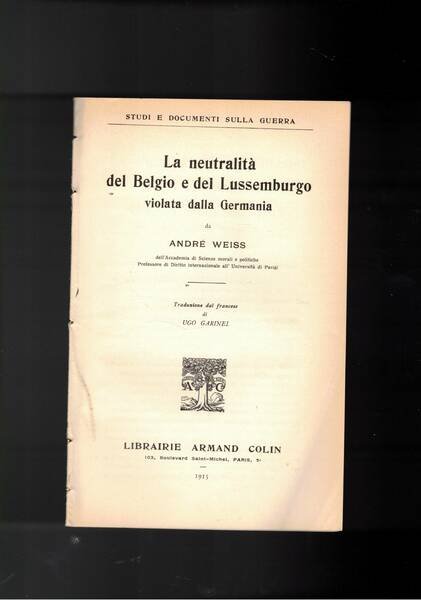 STUDI E DOCUMENTI SULLA GUERRA
La neutralità
del Belgio e del Lussemburgo
violata dalla Germania
da
ANDRÉ WEISS
dell'Accademia di Scienze morali e politiche
Professore di Diritto internazionale all' Università di Parigi
Traduzione dal francese
di
UGO GARINEI
A C
LIBRAIRIE ARMAND COLIN
103, Boulevard Saint-Michel, PARIS, 5e
1915